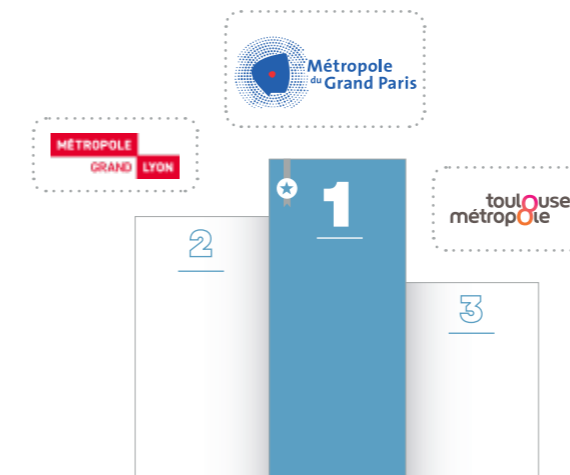 Métropole
du Grand Paris
MÉTROPOLE
GRAND LYON
toulouse
métropole
1
2
3